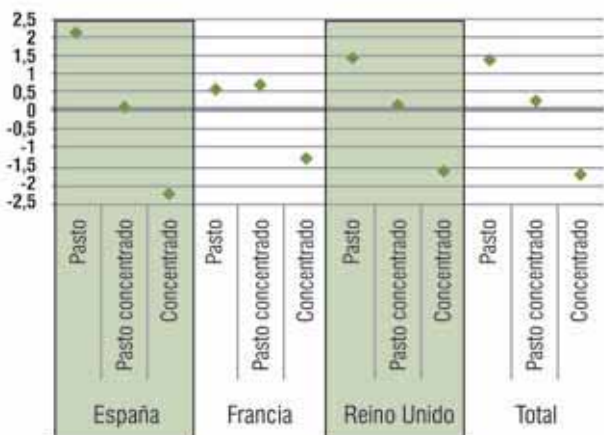 2,5
2
1,5
1
0,5
0
-0,5
-1
-1,5
-2
-2,5
Pasto
Pasto concentrado
Concentrado
Pasto
Pasto concentrado
Concentrado
Pasto
Pasto concentrado
Concentrado
Pasto
Pasto concentrado
Concentrado
España
Francia
Reino Unido
Total